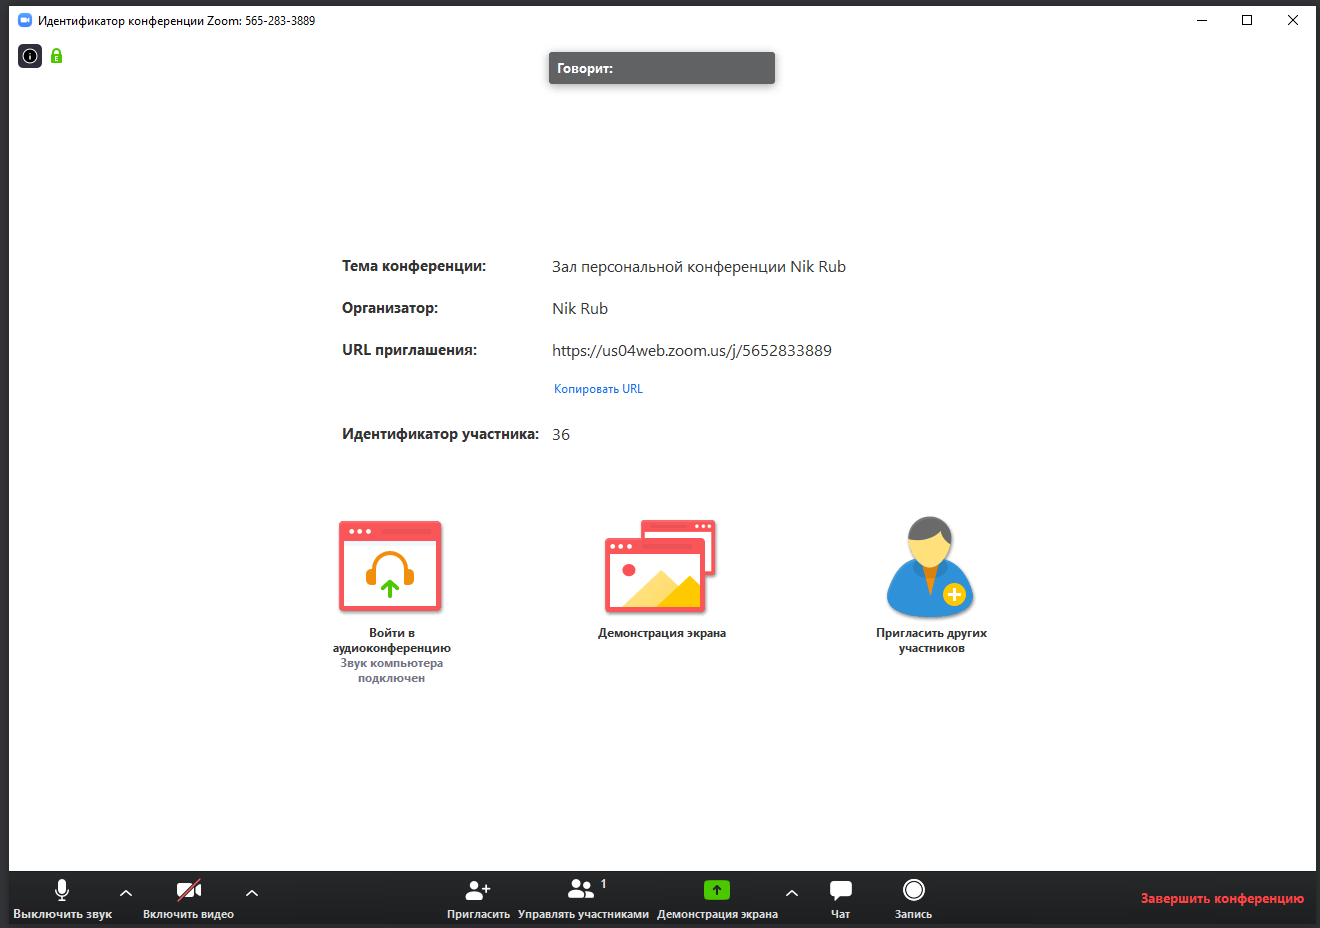 Идентификатор конференции Zoom: 565-283-3889
Говорит:
Тема конференции: Зал персональной конференции Nik Rub
Организатор: Nik Rub
URL приглашения: https://us04web.zoom.us/j/5652833889
Копировать URL
Идентификатор участника: 36
Войти в
аудиоконференцию
Звук компьютера
подключен
Демонстрация экрана
Пригласить других
участников
1
Выключить звук
Включить видео
Пригласить
Управлять участниками
Демонстрация экрана
Чат
Запись
Завершить конференцию